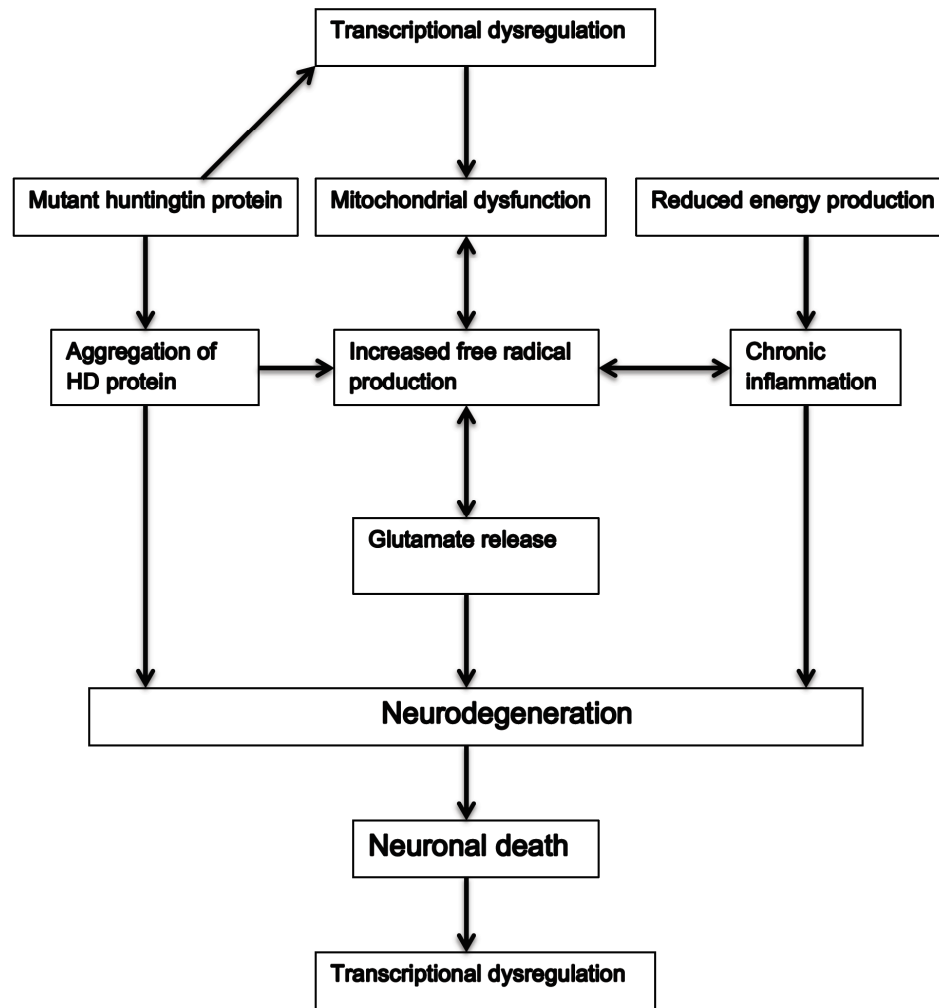 Transcriptional dysregulation
Mutant huntingtin protein
Mitochondrial dysfunction
Reduced energy production
Aggregation of
HD protein
Increased free radical
production
Chronic
inflammation
Glutamate release
Neurodegeneration
Neuronal death
Transcriptional dysregulation